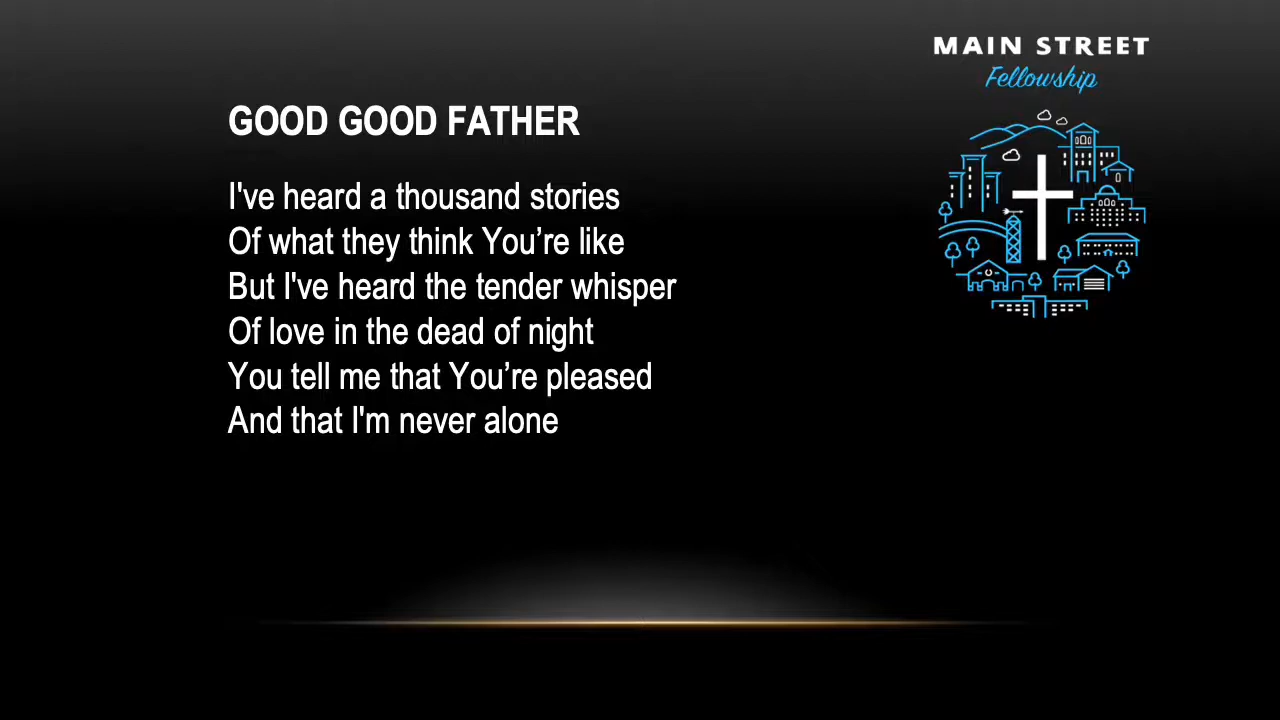 MAIN STREET
Fellowship
GOOD GOOD FATHER
I've heard a thousand stories
Of what they think You’re like
But I've heard the tender whisper
Of love in the dead of night
You tell me that You’re pleased
And that I'm never alone